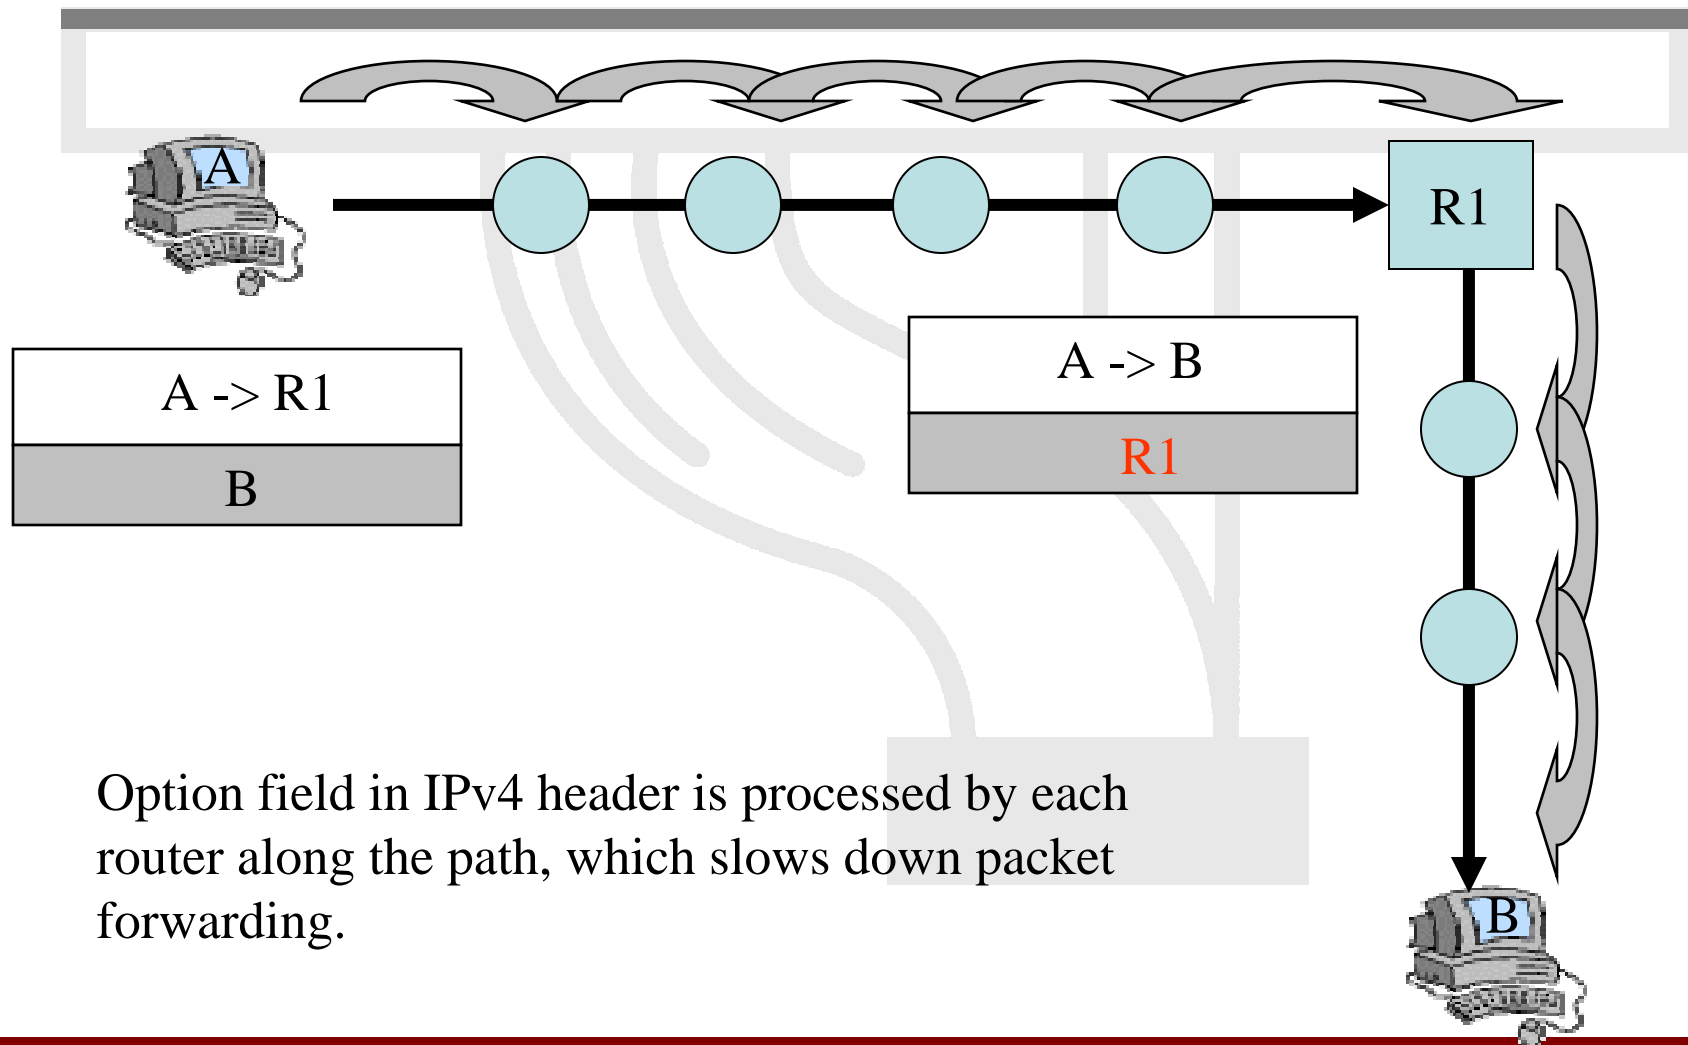 A
R1
A -> B
R1
A -> R1
B
Option field in IPv4 header is processed by each
router along the path, which slows down packet
forwarding.
B